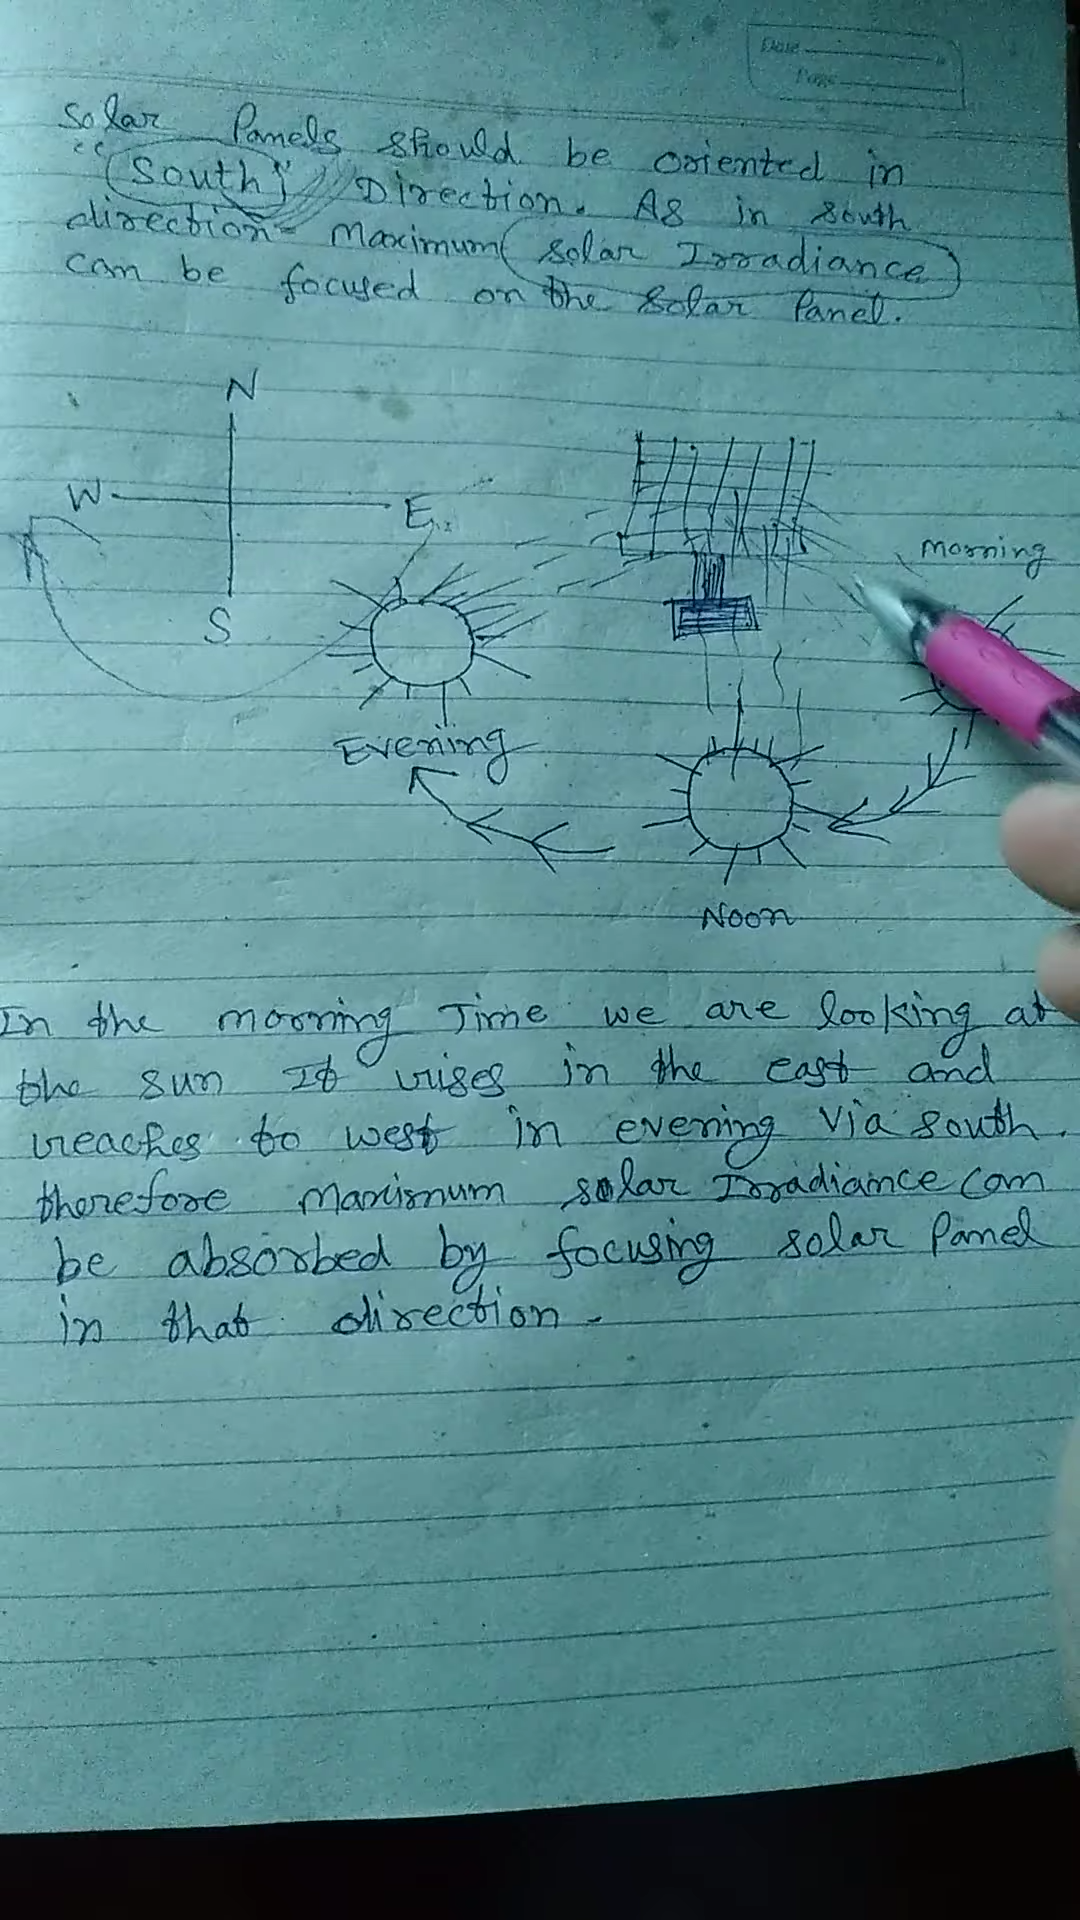 Date
Page
Solar Panels should be oriented in
"South" Direction. As in south
direction maximum (solar Irradiance)
can be focused on the Solar Panel.
N
W
E
S
Morning
Evening
Noon
In the morning Time we are looking at
the sun It rises in the east and
reaches to west in evening via south.
therefore maximum solar Irradiance can
be absorbed by focusing solar Panel
in that direction.